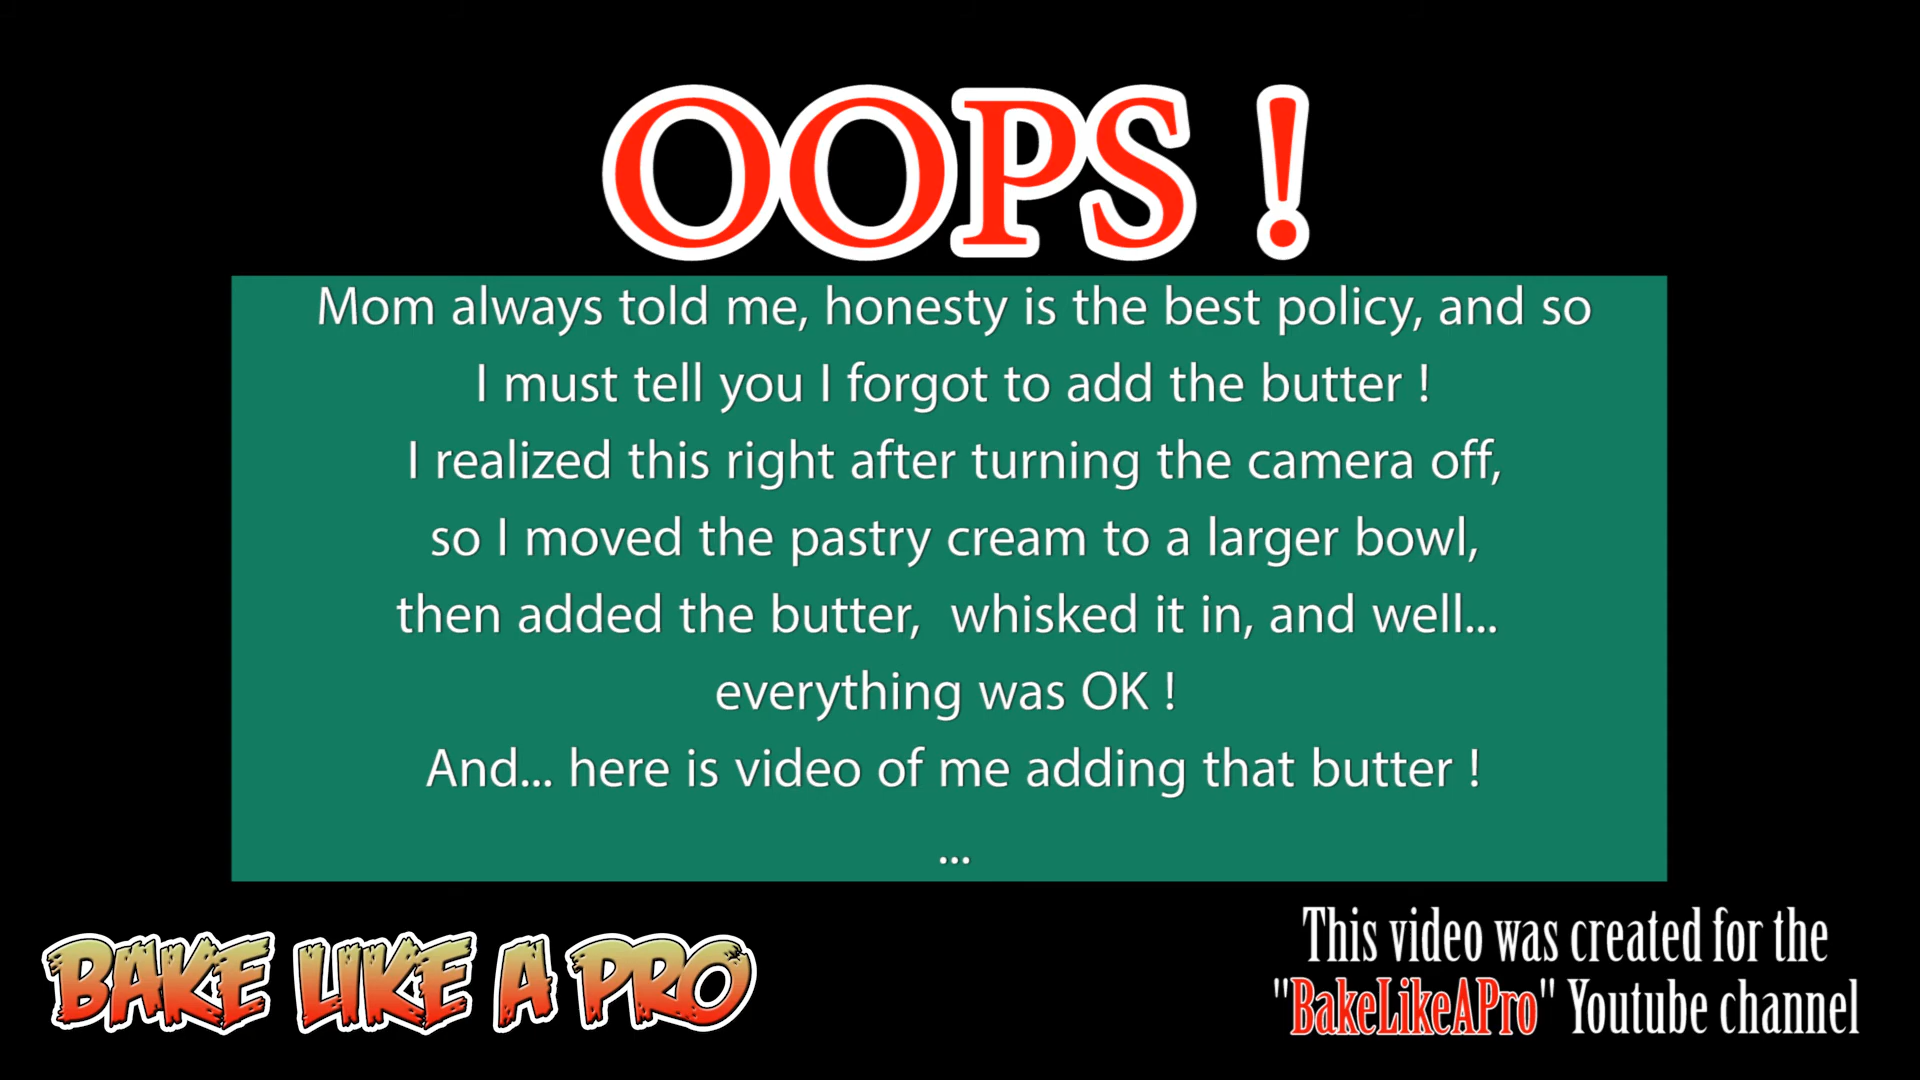 OOPS !
Mom always told me, honesty is the best policy, and so
I must tell you I forgot to add the butter !
I realized this right after turning the camera off,
so I moved the pastry cream to a larger bowl,
then added the butter,  whisked it in, and well...
everything was OK !
And... here is video of me adding that butter !
...
BAKE LIKE A PRO
This video was created for the
"BakeLikeAPro" Youtube channel